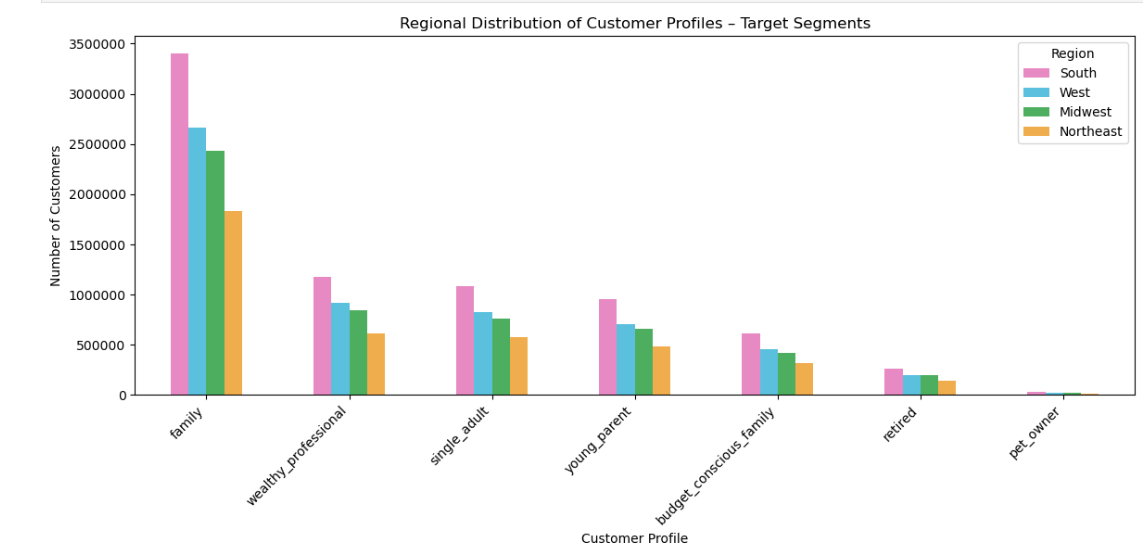 Regional Distribution of Customer Profiles – Target Segments
Number of Customers
3500000
3000000
2500000
2000000
1500000
1000000
500000
0
Region
South
West
Midwest
Northeast
family
wealthy_professional
single_adult
young_parent
budget_conscious_family
retired
pet_owner
Customer Profile